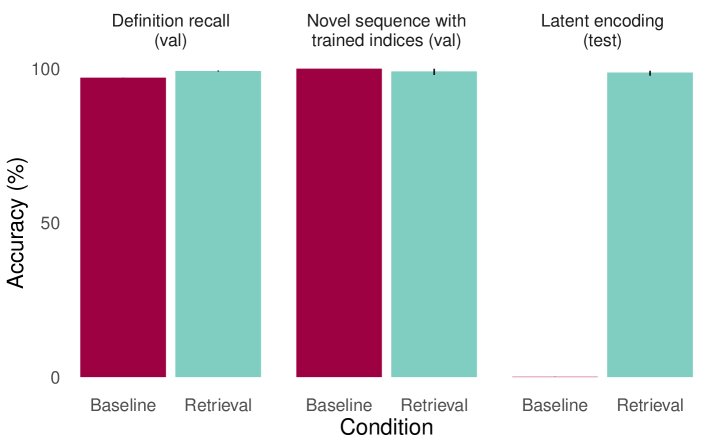 Definition recall
(val)
Novel sequence with
trained indices (val)
Latent encoding
(test)
100
50
0
Accuracy (%)
Baseline Retrieval Baseline Retrieval Baseline Retrieval
Condition